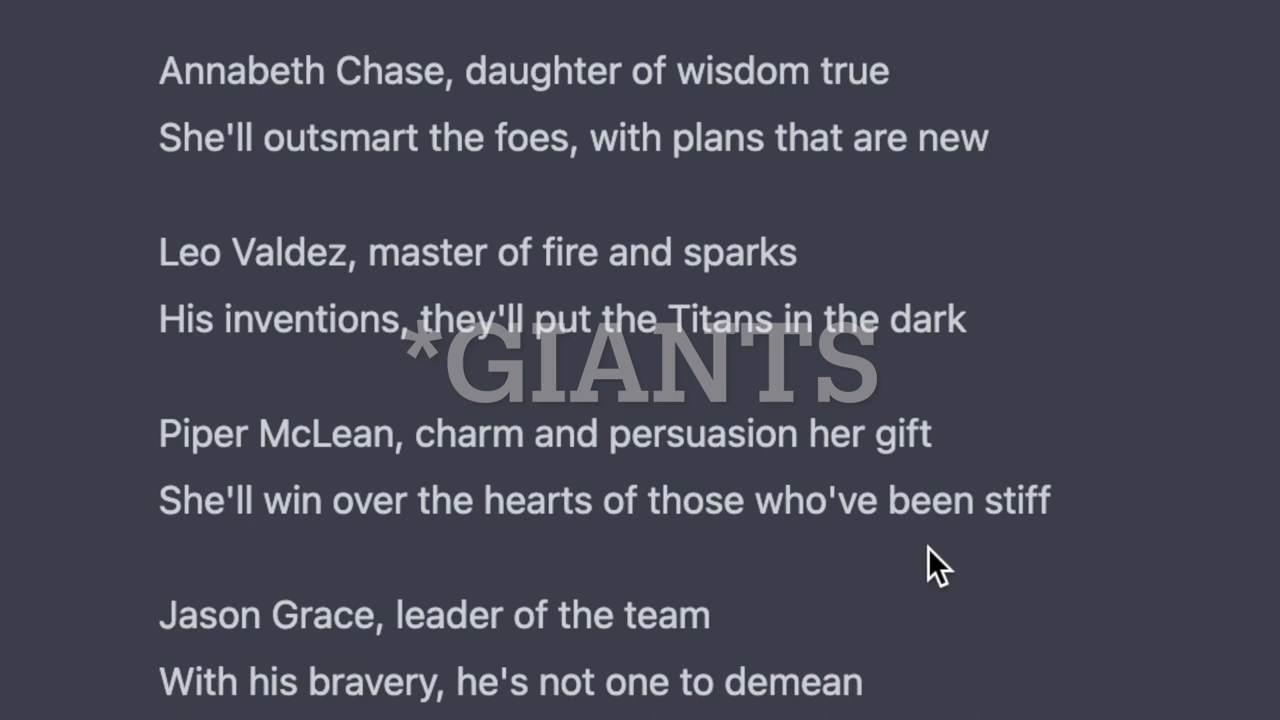 Annabeth Chase, daughter of wisdom true
She'll outsmart the foes, with plans that are new
Leo Valdez, master of fire and sparks
His inventions, they'll put the Titans in the dark
*GIANTS
Piper McLean, charm and persuasion her gift
She'll win over the hearts of those who've been stiff
Jason Grace, leader of the team
With his bravery, he's not one to demean